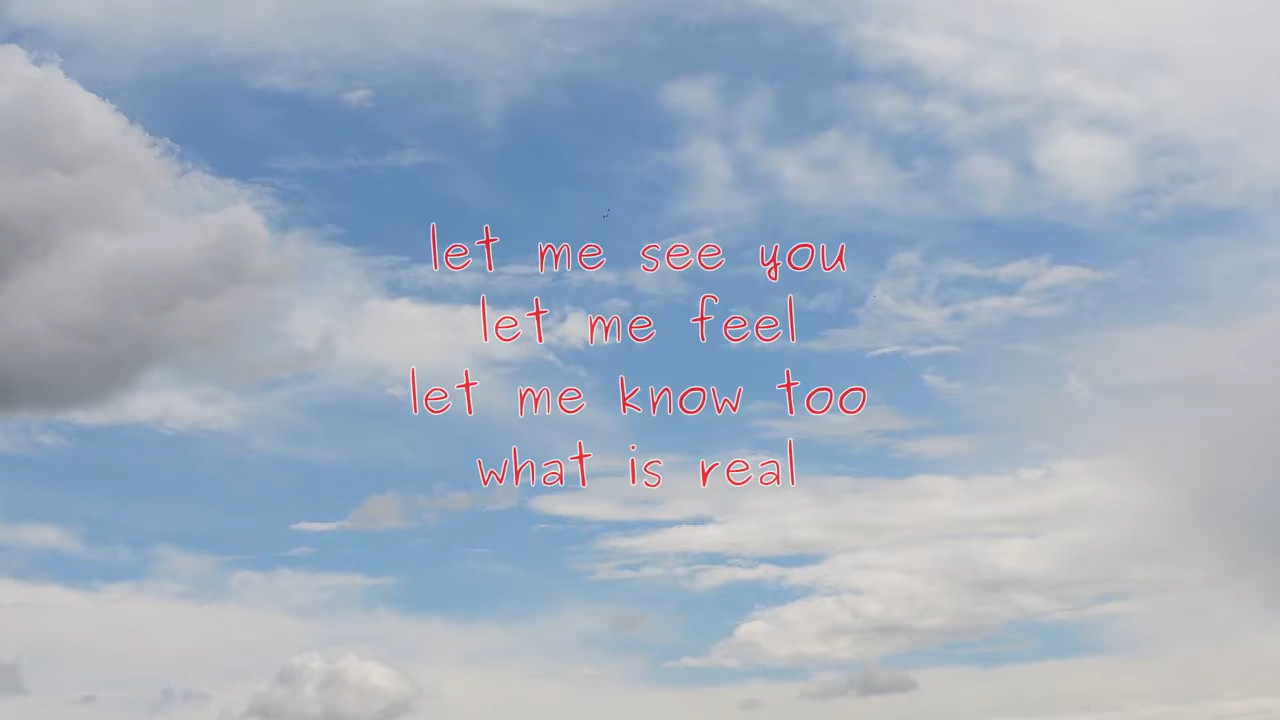 let me see you
let me feel
let me know too
what is real